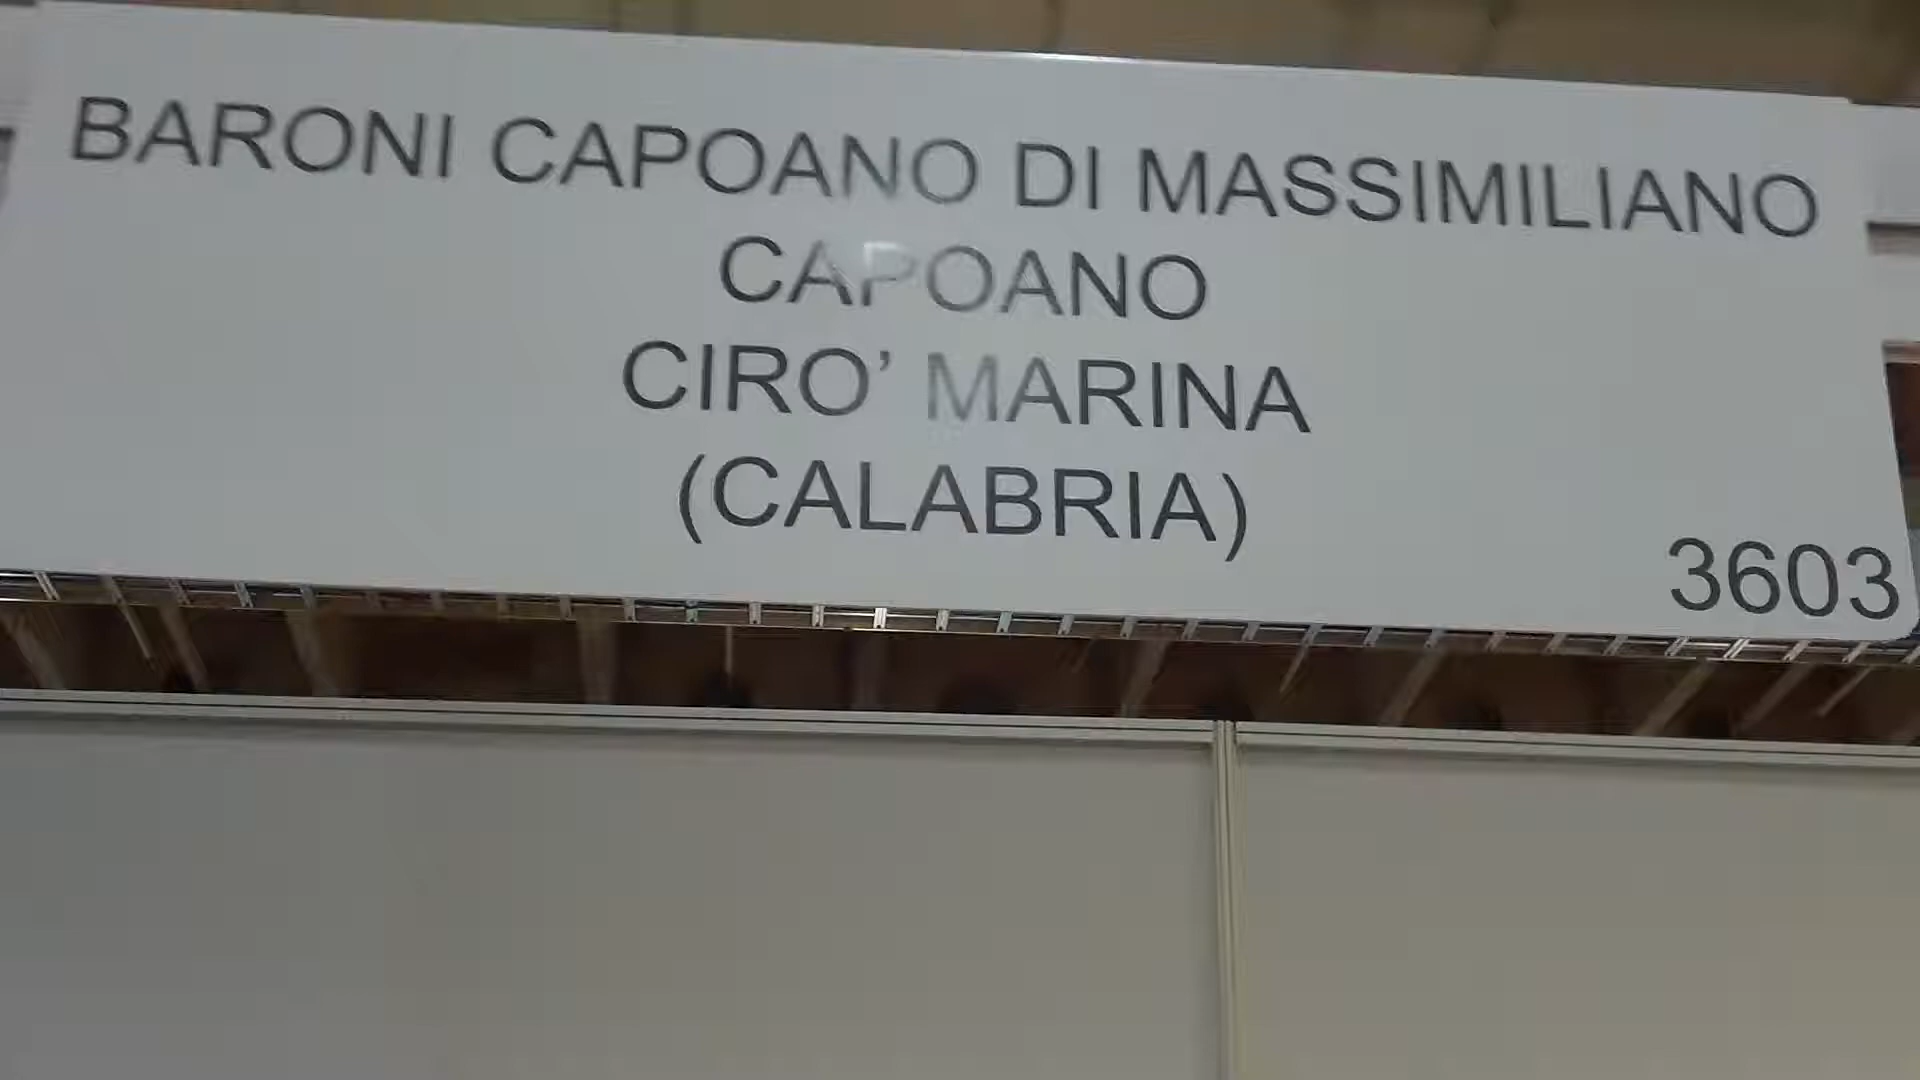 BARONI CAPOANO DI MASSIMILIANO
CAPOANO
CIRO’ MARINA
(CALABRIA)
3603